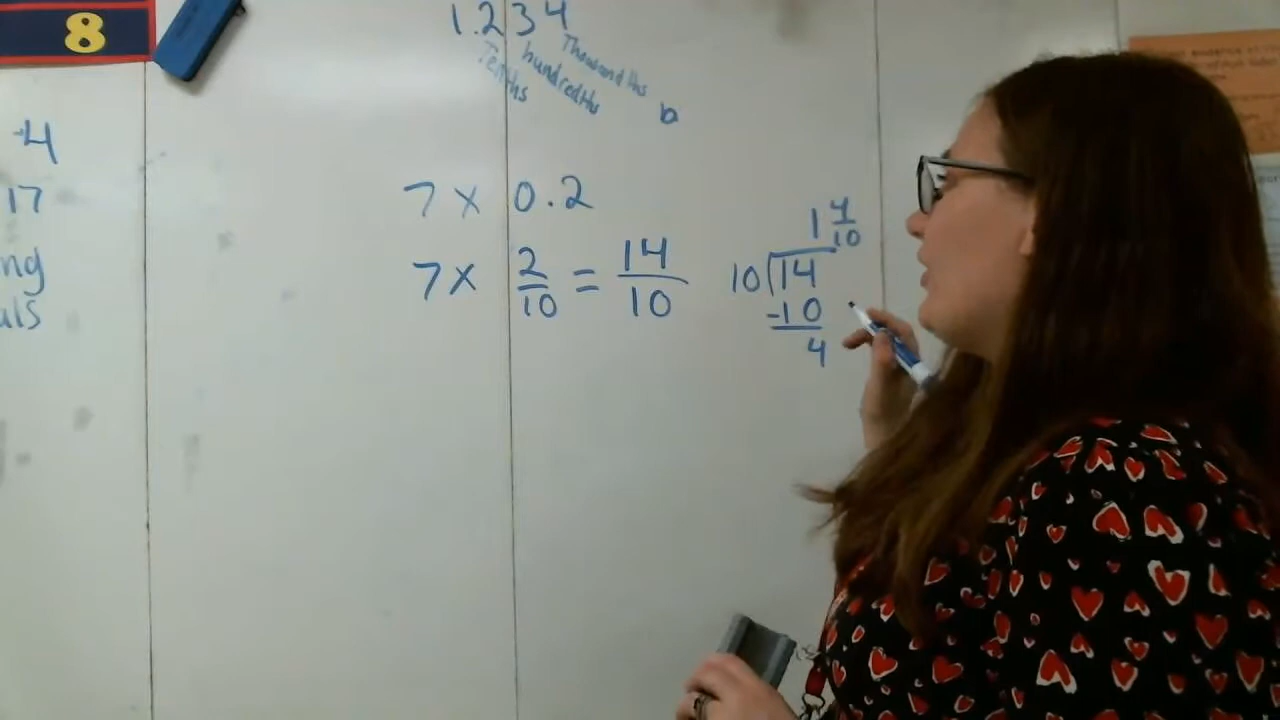 8
1.234
Tenths hundredths Thousandths
b
-4
17
ng
als
7 x 0.2
7 x 2/10 = 14/10
1 4/10
10)14
-10
4